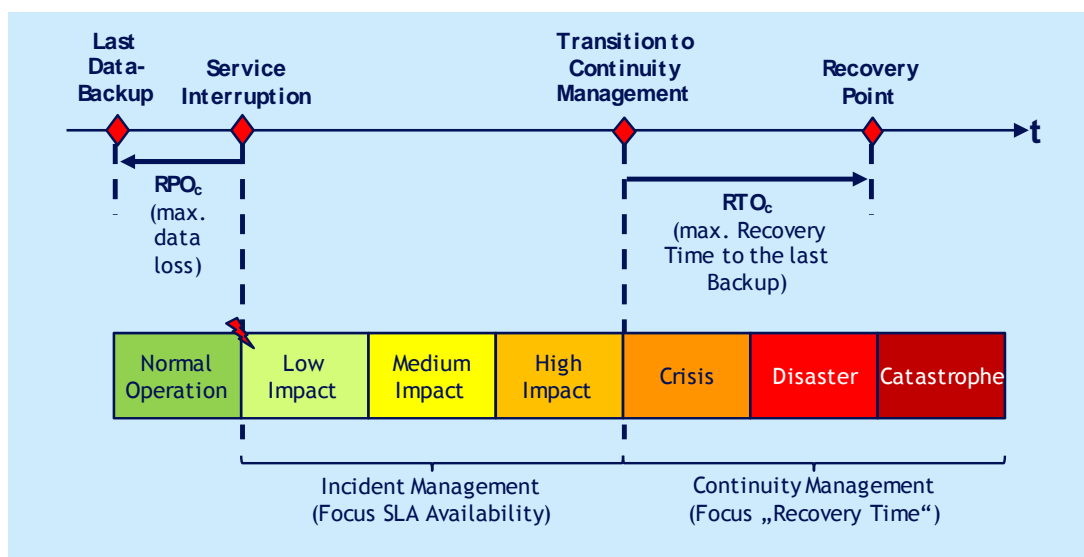 Last
Data-
Backup
Service
Interruption
Transition to
Continuity
Management
Recovery
Point
t
RPOc
(max.
data
loss)
RTOc
(max. Recovery
Time to the last
Backup)
Normal
Operation
Low
Impact
Medium
Impact
High
Impact
Crisis
Disaster
Catastrophe
Incident Management
(Focus SLA Availability)
Continuity Management
(Focus „Recovery Time“)